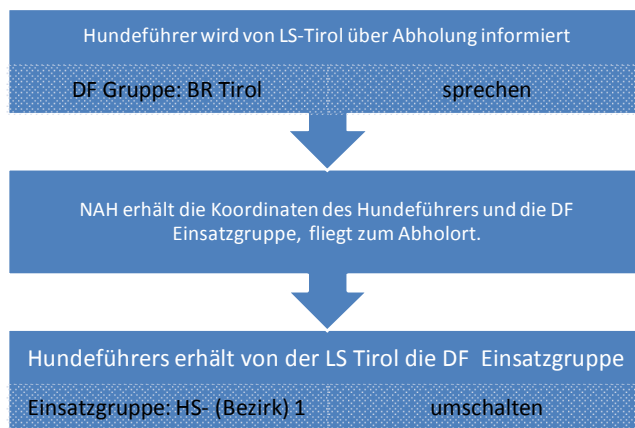 Hundeführer wird von LS-Tirol über Abholung informiert
DF Gruppe: BR Tirol sprechen
NAH erhält die Koordinaten des Hundeführers und die DF
Einsatzgruppe, fliegt zum Abholort.
Hundeführers erhält von der LS Tirol die DF Einsatzgruppe
Einsatzgruppe: HS- (Bezirk) 1 umschalten